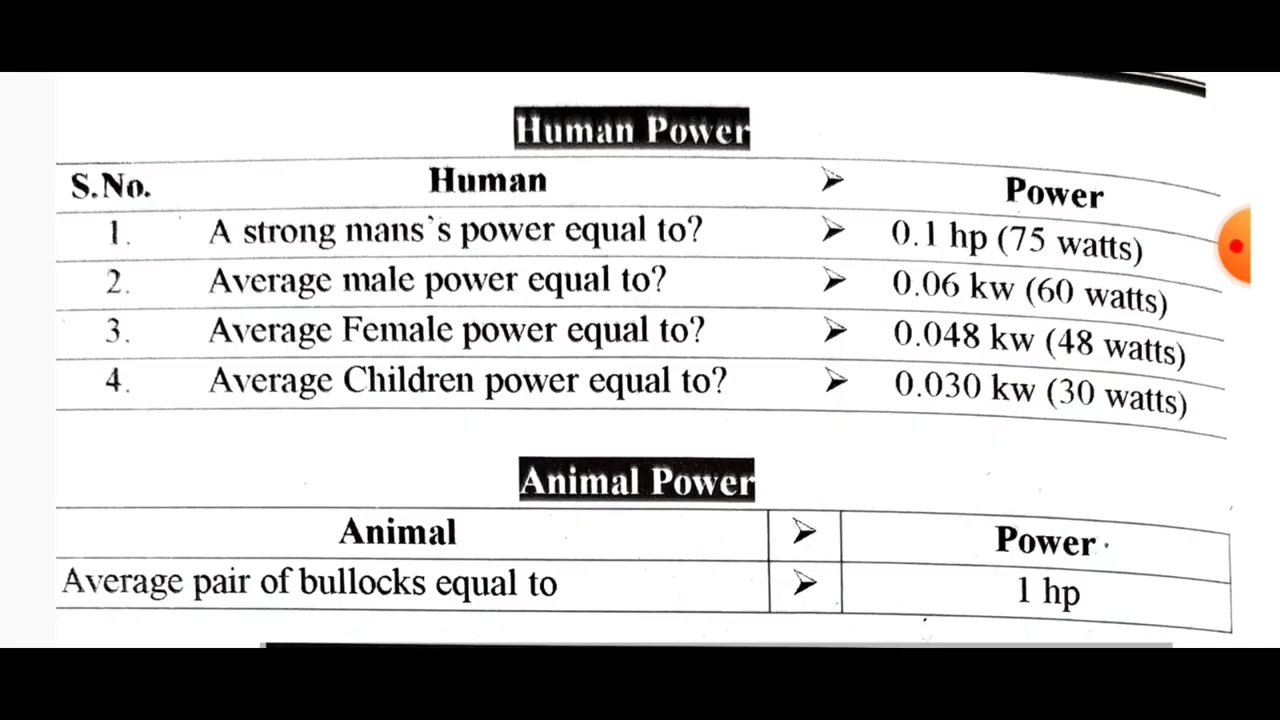 Human Power
S.No. Human ➤ Power
1. A strong mans's power equal to? ➤ 0.1 hp (75 watts)
2. Average male power equal to? ➤ 0.06 kw (60 watts)
3. Average Female power equal to? ➤ 0.048 kw (48 watts)
4. Average Children power equal to? ➤ 0.030 kw (30 watts)
Animal Power
Animal ➤ Power
Average pair of bullocks equal to ➤ 1 hp